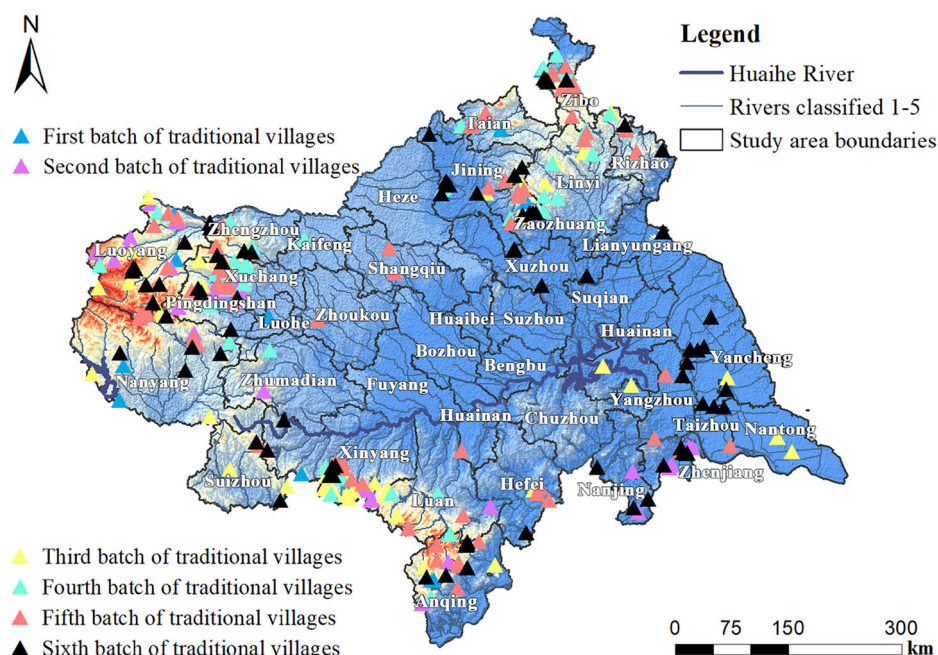 N
Legend
Huaihe River
Rivers classified 1-5
Study area boundaries
First batch of traditional villages
Second batch of traditional villages
Zibo
Taian
Jining
Rizhao
Linyi
Heze
Zaozhuang
Zhengzhou
Kaifeng
Lianyungang
Luoyang
Xuzhou
Shangqiu
Xuchang
Suqian
Pingdingshan
Zhoukou
Huaibei
Suzhou
Luohe
Huainan
Bozhou
Yancheng
Bengbu
Nanyang
Zhumadian
Fuyang
Yangzhou
Huainan
Chuzhou
Taizhou
Nantong
Xinyang
Zhenjiang
Suizhou
Hefei
Nanjing
Luan
Anqing
Third batch of traditional villages
Fourth batch of traditional villages
Fifth batch of traditional villages
Sixth batch of traditional villages
0 75 150 300
km